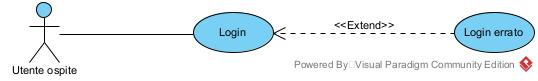 <<Extend>>
Login
Login errato
Utente ospite
Powered By Visual Paradigm Community Edition